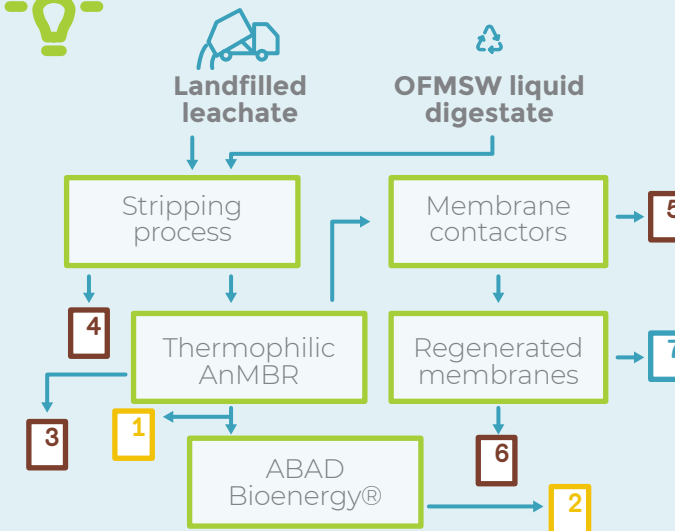 Landfilled
leachate
OFMSW liquid
digestate
Stripping
process
Membrane
contactors
5
4
Thermophilic
AnMBR
Regenerated
membranes
7
3
1
6
ABAD
Bioenergy®
2